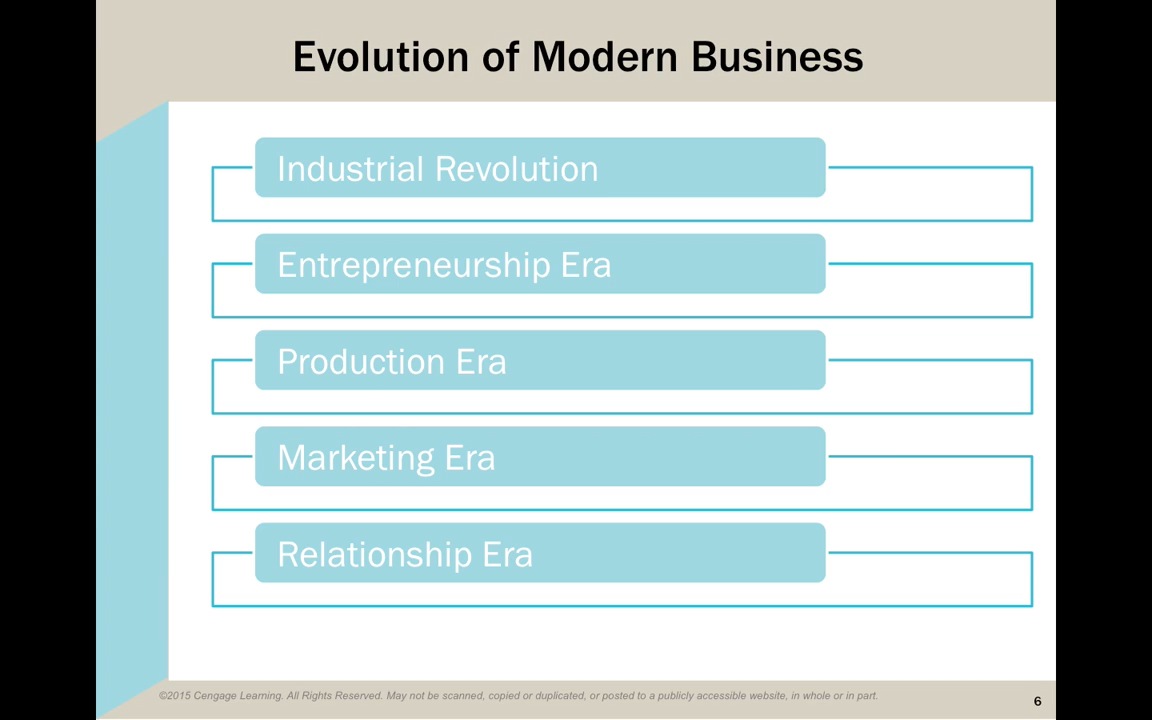 Evolution of Modern Business
Industrial Revolution
Entrepreneurship Era
Production Era
Marketing Era
Relationship Era
©2015 Cengage Learning. All Rights Reserved. May not be scanned, copied or duplicated, or posted to a publicly accessible website, in whole or in part.
6